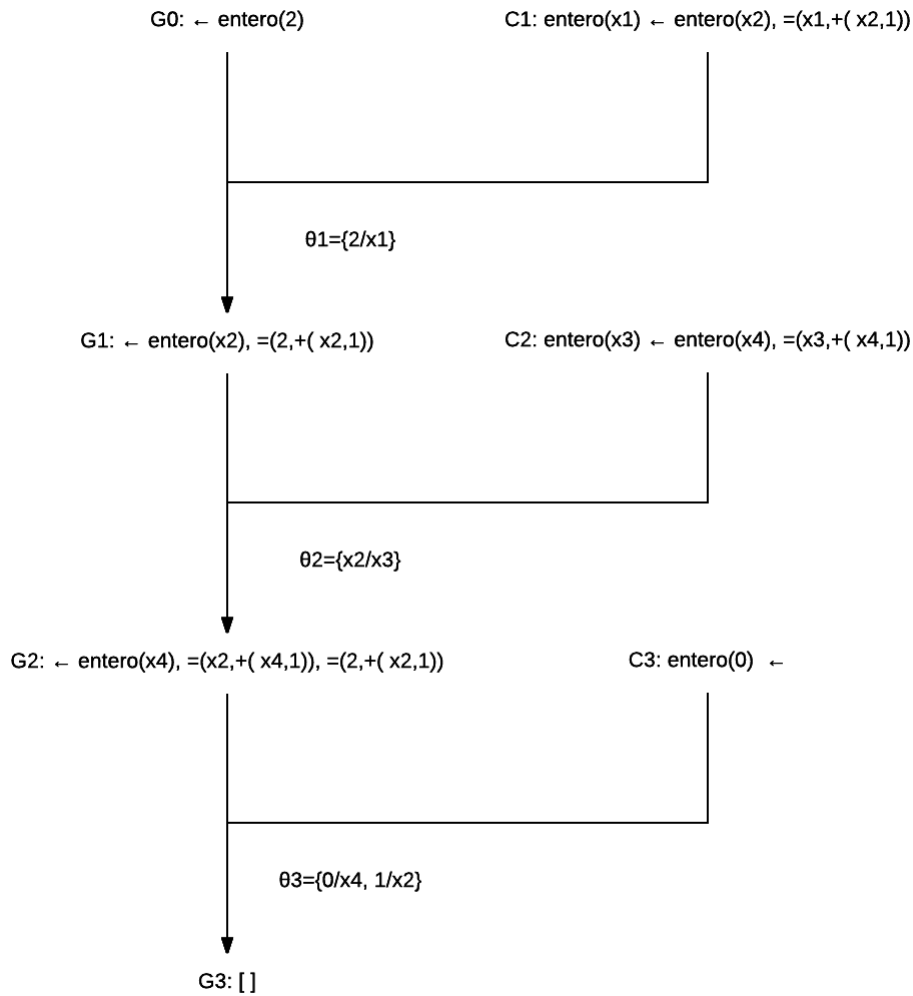 G0: ← entero(2)
C1: entero(x1) ← entero(x2), =(x1,+( x2,1))
θ1={2/x1}
G1: ← entero(x2), =(2,+( x2,1))
C2: entero(x3) ← entero(x4), =(x3,+( x4,1))
θ2={x2/x3}
G2: ← entero(x4), =(x2,+( x4,1)), =(2,+( x2,1))
C3: entero(0) ←
θ3={0/x4, 1/x2}
G3: [ ]